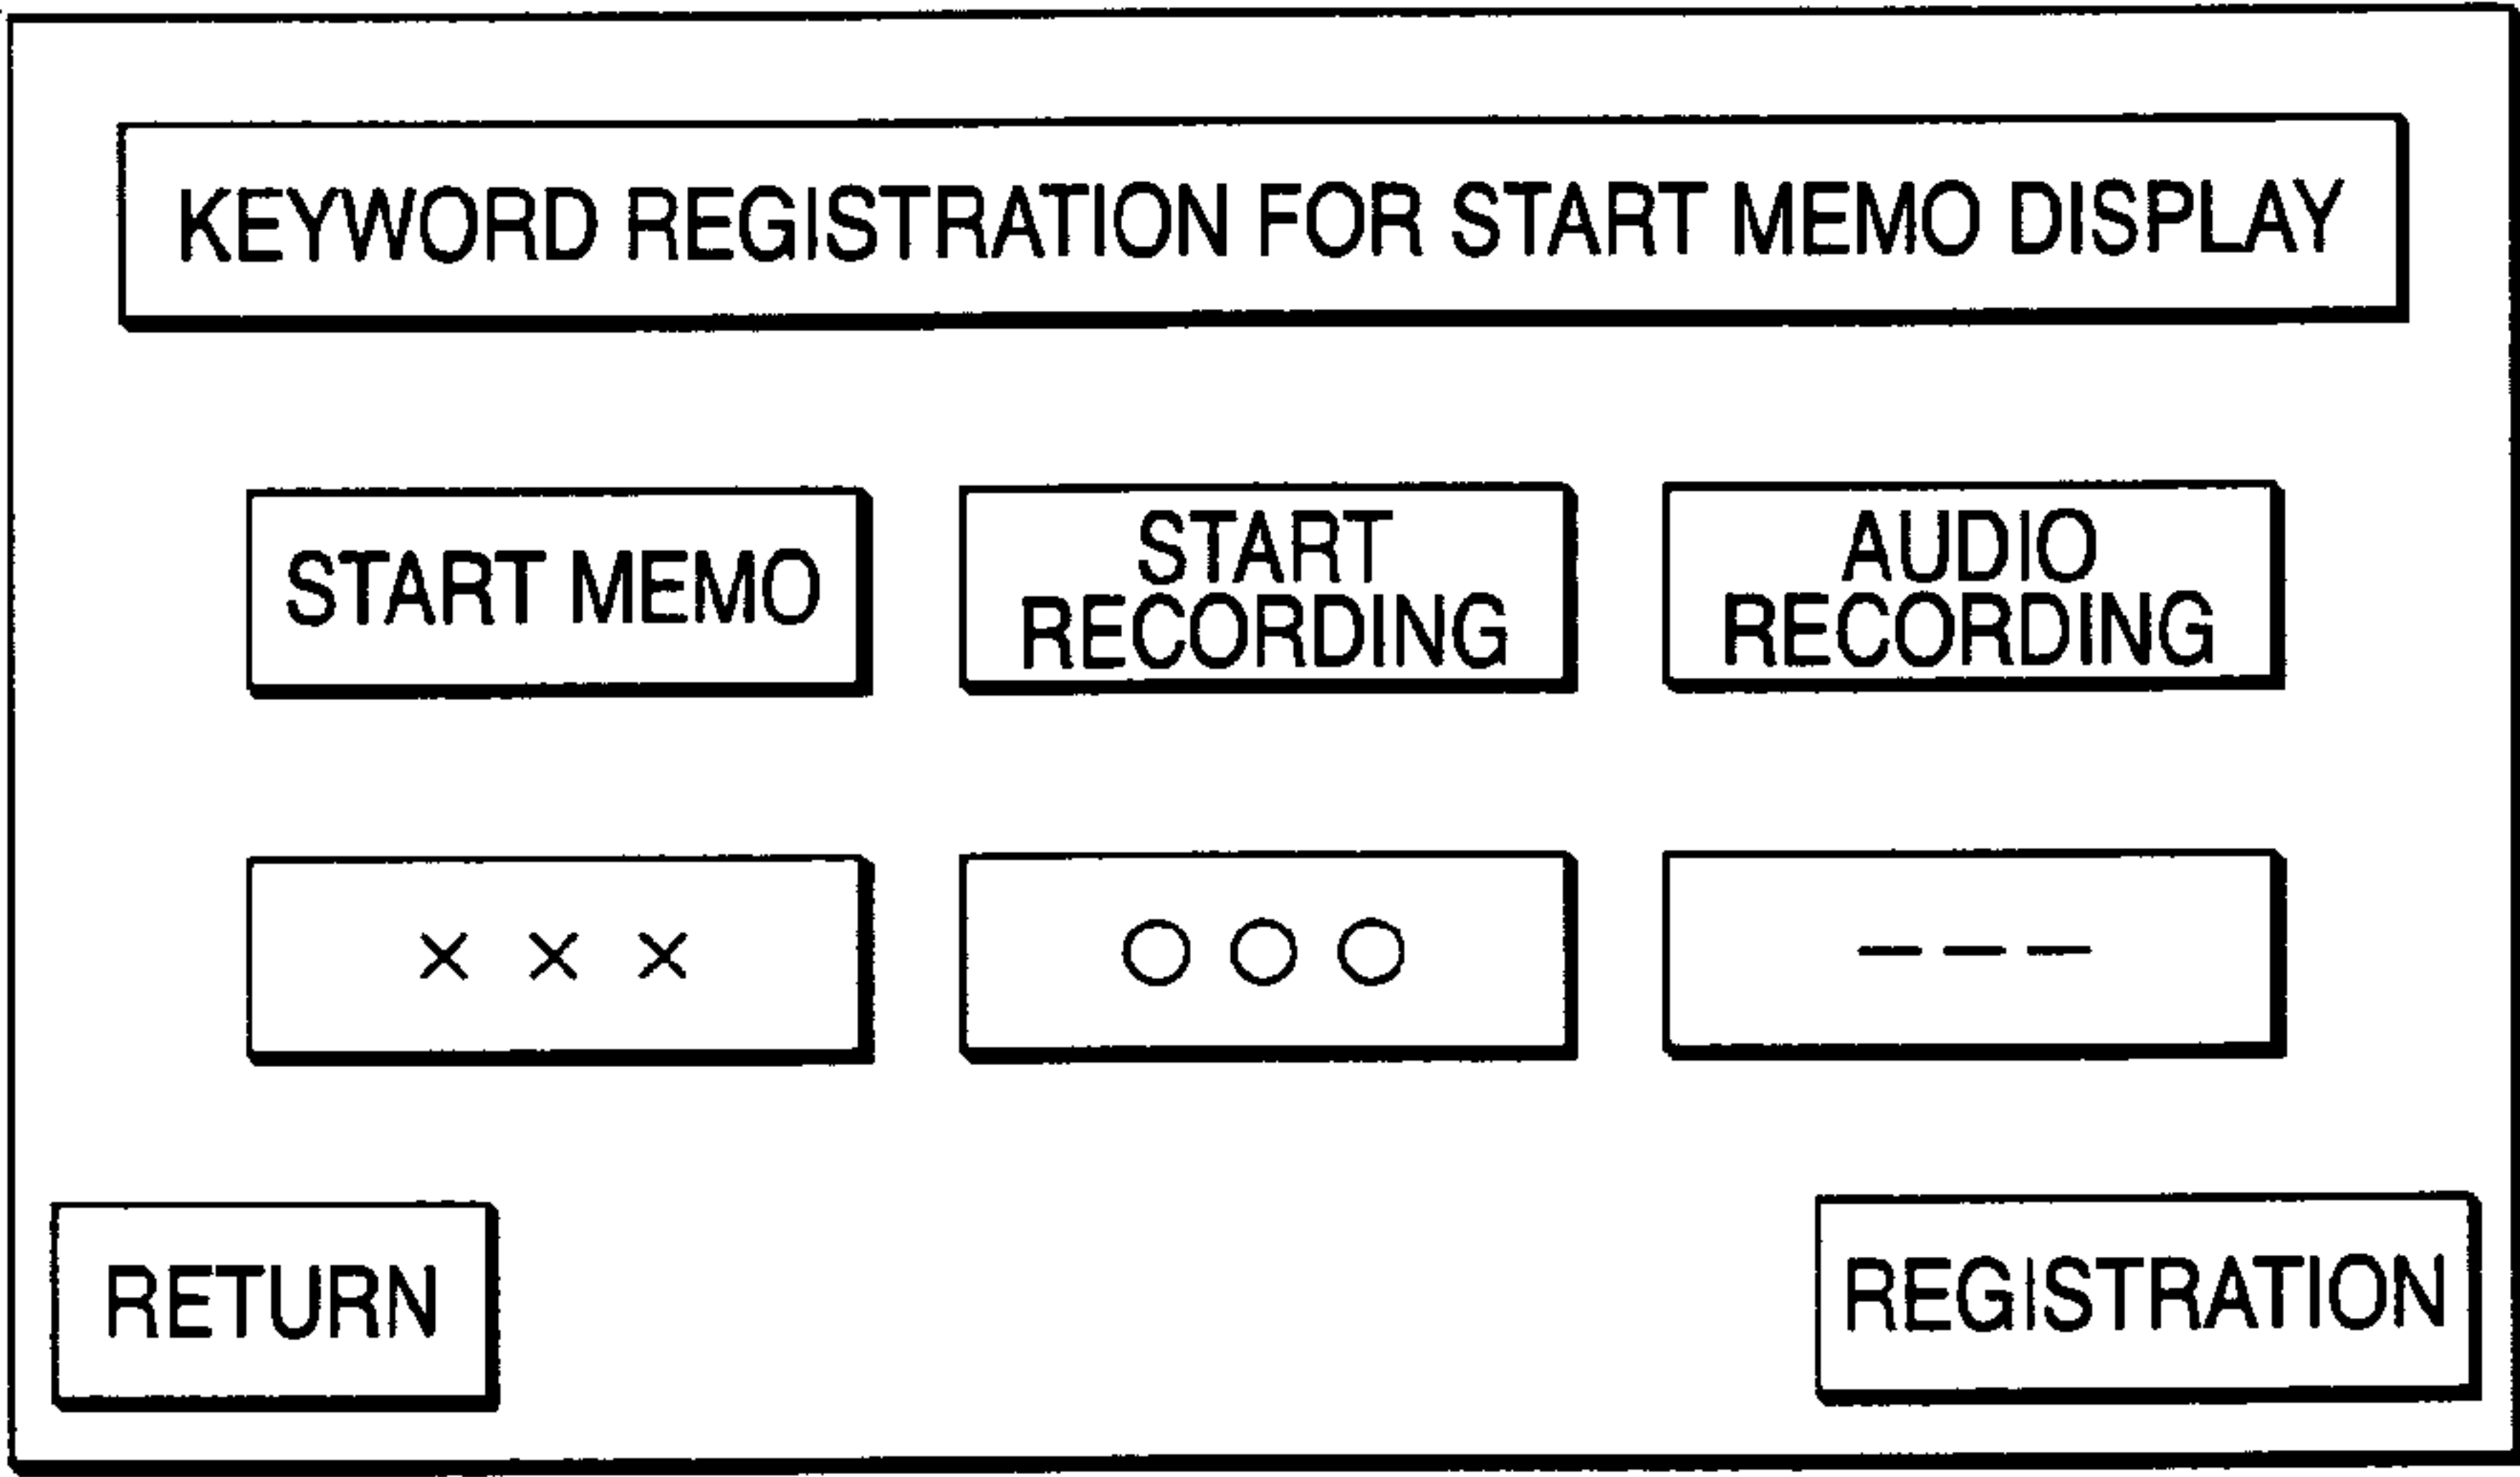 KEYWORD REGISTRATION FOR START MEMO DISPLAY
START MEMO
START
RECORDING
AUDIO
RECORDING
× × ×
○ ○ ○
– – –
RETURN
REGISTRATION